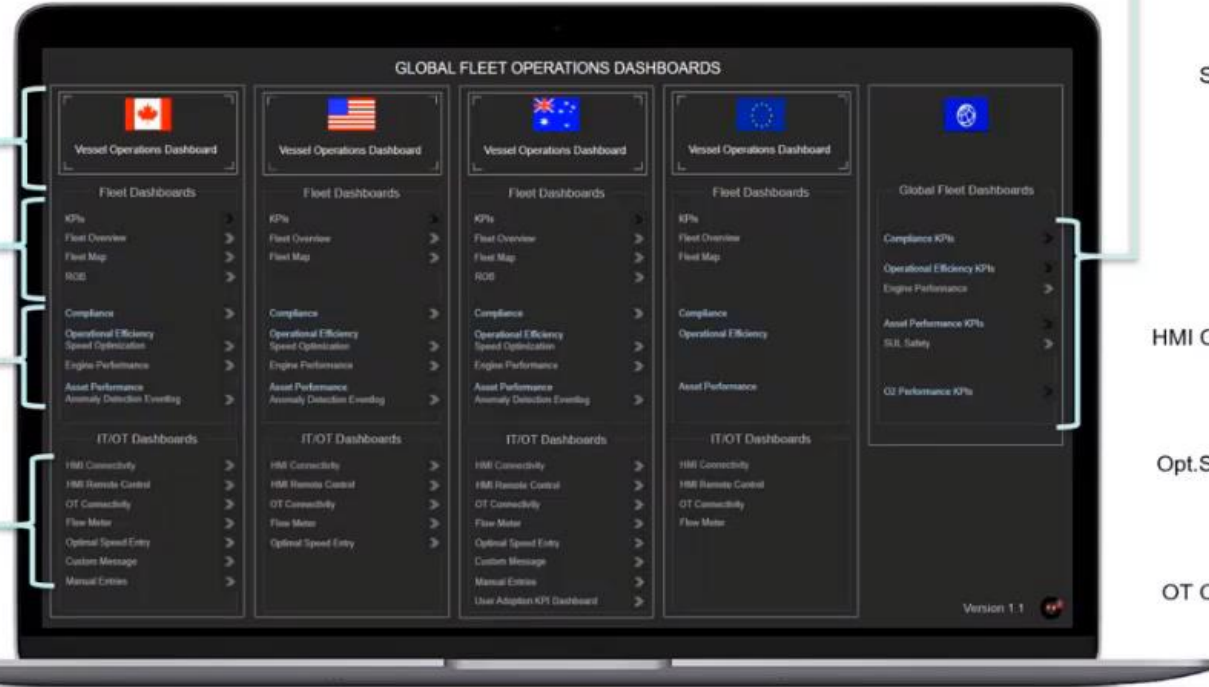 GLOBAL FLEET OPERATIONS DASHBOARDS
Vessel Operations Dashboard
Fleet Dashboards
KPIs
Fleet Overview
Fleet Map
ROB
Compliance
Operational Efficiency
Speed Optimization
Engine Performance
Asset Performance
Anomaly Detection Eventlog
IT/OT Dashboards
HMI Connectivity
HMI Remote Control
OT Connectivity
Flow Meter
Optimal Speed Entry
Custom Message
Manual Entries
Vessel Operations Dashboard
Fleet Dashboards
KPIs
Fleet Overview
Fleet Map
Compliance
Operational Efficiency
Speed Optimization
Engine Performance
Asset Performance
Anomaly Detection Eventlog
IT/OT Dashboards
HMI Connectivity
HMI Remote Control
OT Connectivity
Flow Meter
Optimal Speed Entry
Vessel Operations Dashboard
Fleet Dashboards
KPIs
Fleet Overview
Fleet Map
ROB
Compliance
Operational Efficiency
Speed Optimization
Engine Performance
Asset Performance
Anomaly Detection Eventlog
IT/OT Dashboards
HMI Connectivity
HMI Remote Control
OT Connectivity
Flow Meter
Optimal Speed Entry
Custom Message
Manual Entries
User Adoption KPI Dashboard
Vessel Operations Dashboard
Fleet Dashboards
KPIs
Fleet Overview
Fleet Map
Compliance
Operational Efficiency
Asset Performance
IT/OT Dashboards
HMI Connectivity
HMI Remote Control
OT Connectivity
Flow Meter
Global Fleet Dashboards
Compliance KPIs
Operational Efficiency KPIs
Engine Performance
Asset Performance KPIs
SUL Safety
O2 Performance KPIs
Version 1.1
S
HMI C
Opt.S
OT C